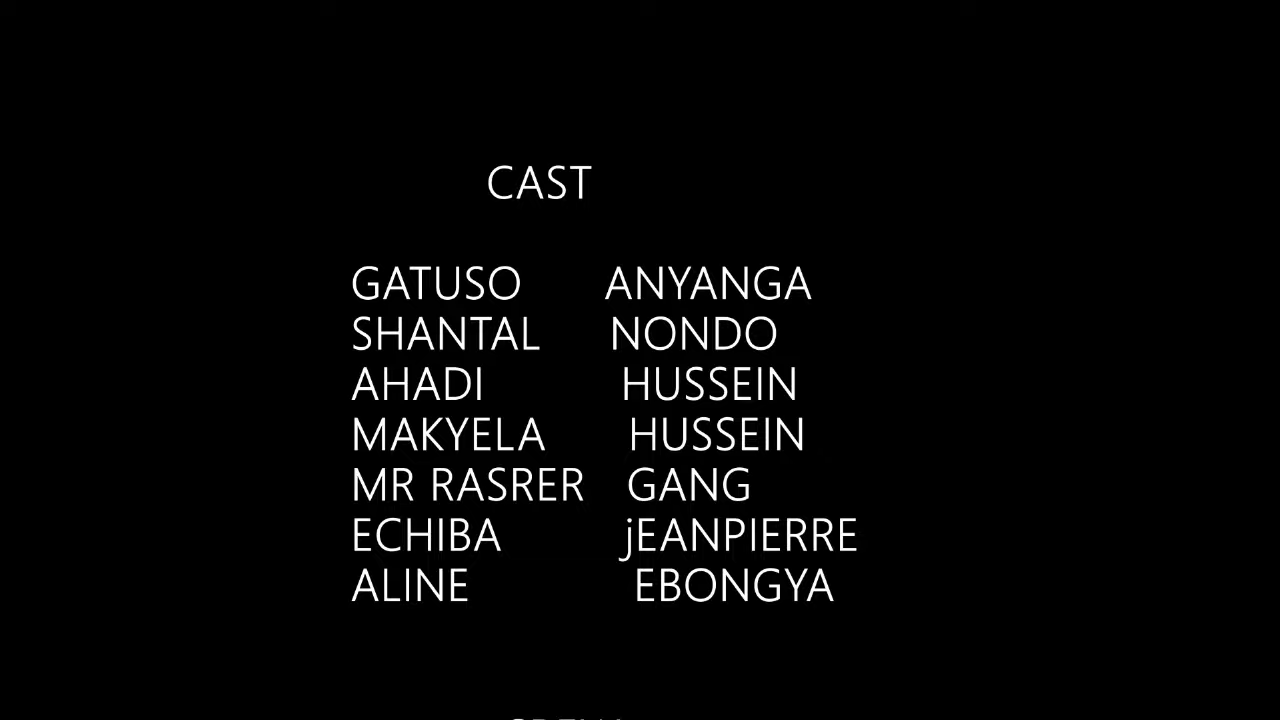 CAST
GATUSO ANYANGA
SHANTAL NONDO
AHADI HUSSEIN
MAKYELA HUSSEIN
MR RASRER GANG
ECHIBA jEANPIERRE
ALINE EBONGYA